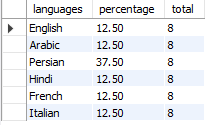 languages percentage total
English 12.50 8
Arabic 12.50 8
Persian 37.50 8
Hindi 12.50 8
French 12.50 8
Italian 12.50 8